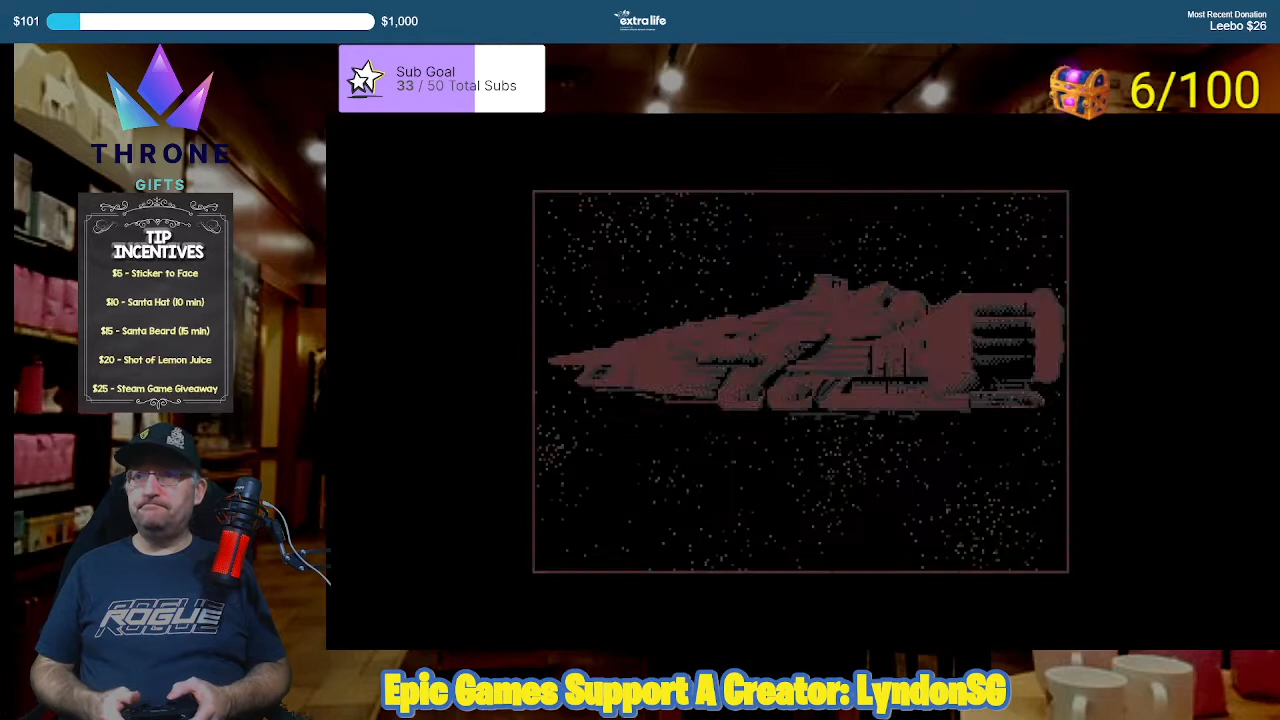 $101
$1,000
extra life
Most Recent Donation
Leebo $26
THRONE
GIFTS
Sub Goal
33 / 50 Total Subs
6/100
TIP
INCENTIVES
$5 - Sticker to Face
$10 - Santa Hat (10 min)
$15 - Santa Beard (15 min)
$20 - Shot of Lemon Juice
$25 - Steam Game Giveaway
ROGUE
Epic Games Support A Creator: LyndonSG